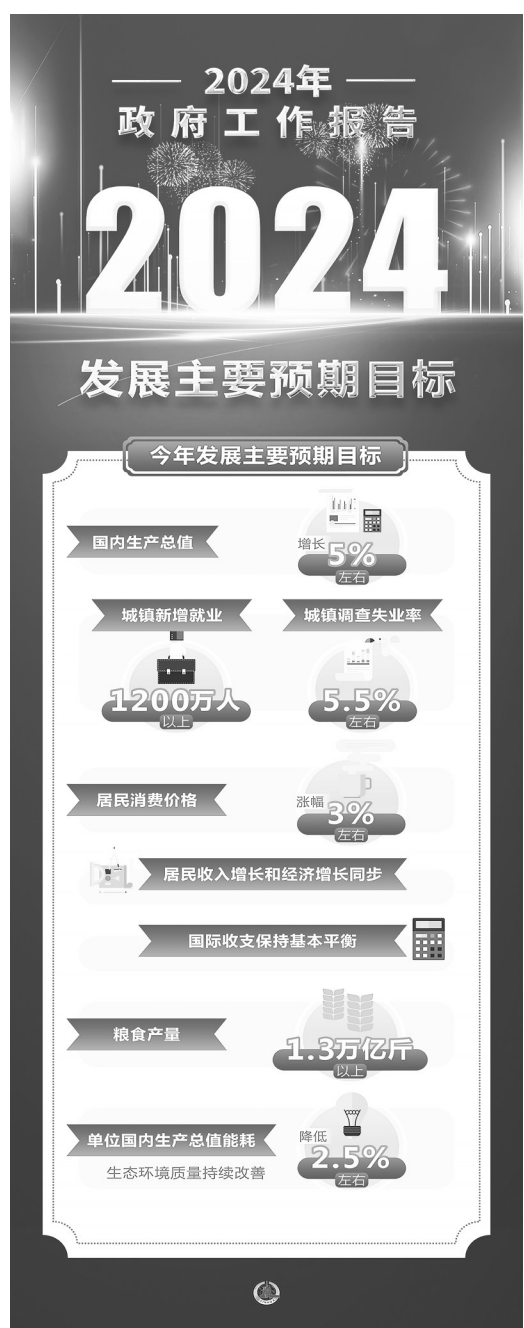 2024年
政府工作报告
2024
发展主要预期目标
今年发展主要预期目标
国内生产总值
增长
5%
左右
城镇新增就业
城镇调查失业率
1200万人
以上
5.5%
左右
居民消费价格
涨幅
3%
左右
居民收入增长和经济增长同步
国际收支保持基本平衡
粮食产量
1.3万亿斤
以上
单位国内生产总值能耗
降低
2.5%
左右
生态环境质量持续改善